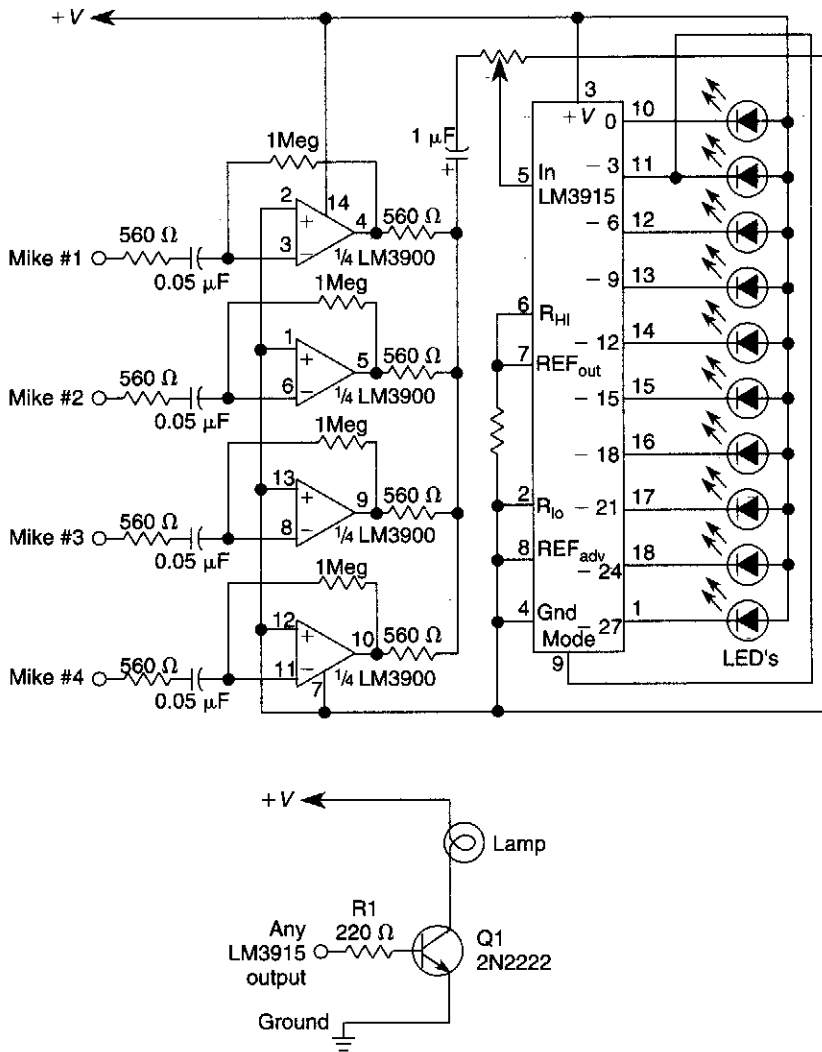 +V
3
+V
0
10
1 µF
+
1Meg
2
+
14
4
560 Ω
3
−
¼ LM3900
Mike #1
560 Ω
0.05 µF
5
In
LM3915
− 3
11
− 6
12
− 9
13
1Meg
1
+
5
560 Ω
6
−
¼ LM3900
Mike #2
560 Ω
0.05 µF
6
RHI
7
REFout
− 12
14
− 15
15
− 18
16
1Meg
13
+
9
560 Ω
8
−
¼ LM3900
Mike #3
560 Ω
0.05 µF
2
Rlo
− 21
17
8
REFadv
− 24
18
1Meg
12
+
10
560 Ω
11
−
7
¼ LM3900
Mike #4
560 Ω
0.05 µF
4
Gnd
Mode
− 27
1
9
LED's
+V
Lamp
Any
LM3915
output
R1
220 Ω
Q1
2N2222
Ground